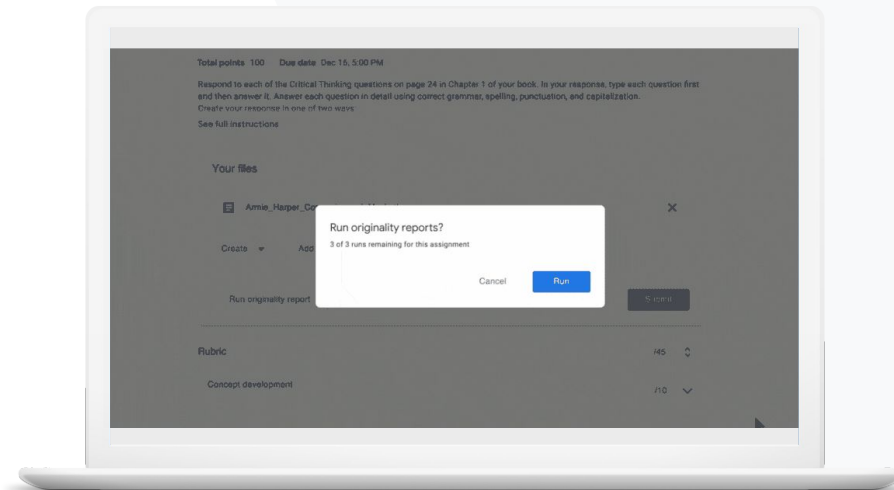 Total points 100 Due date Dec 15, 5:00 PM
Respond to each of the Critical Thinking questions on page 24 in Chapter 1 of your book. In your response, type each question first
and then answer it. Answer each question in detail using correct grammar, spelling, punctuation, and capitalization.
Create your response in one of two ways:
See full instructions
Your files
Run originality reports?
3 of 3 runs remaining for this assignment
Create Add
Cancel Run
Run originality report Submit
Rubric /45
Concept development /10